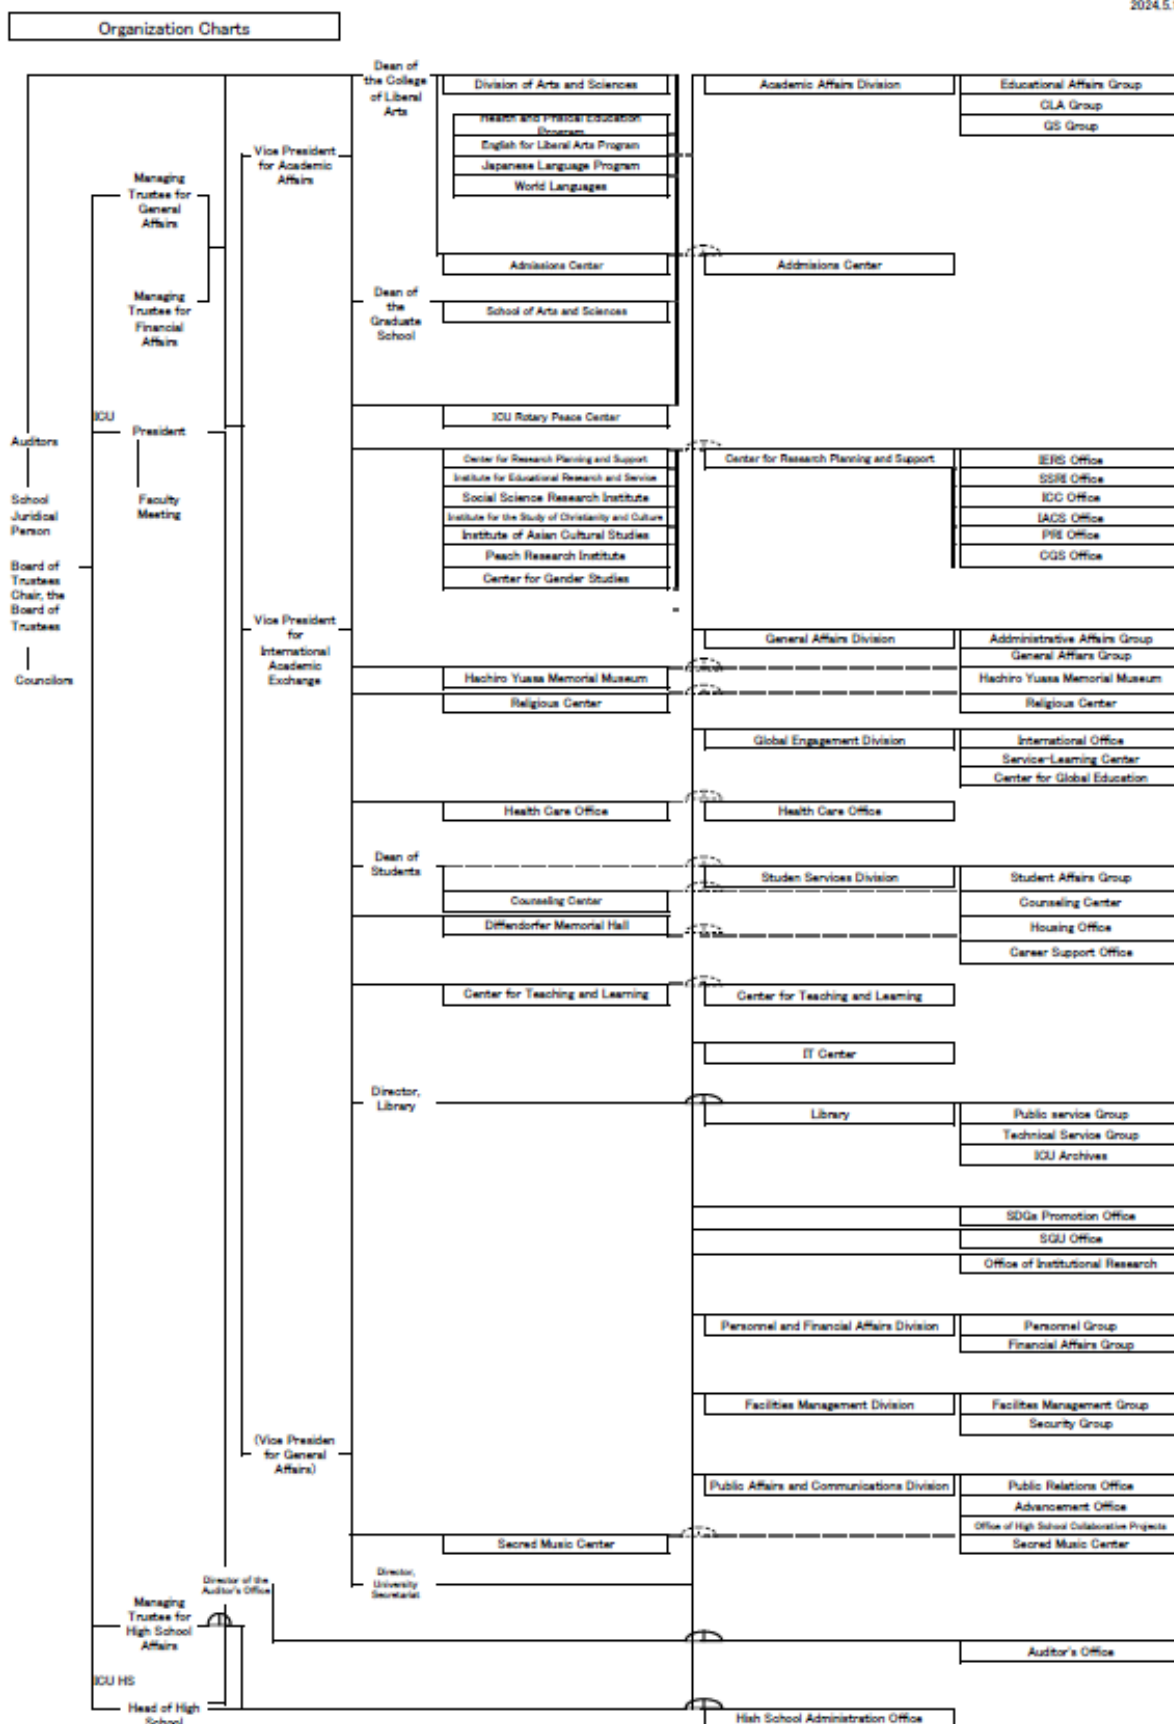 2024.5.
Organization Charts
Dean of
the College
of Liberal
Arts
Division of Arts and Sciences
Health and Phisical Education
Program
English for Liberal Arts Program
Japanese Language Program
World Languages
Academic Affairs Division
Educational Affairs Group
CLA Group
GS Group
Vice President
for Academic
Affairs
Managing
Trustee for
General
Affairs
Admissions Center
Addmisions Center
Managing
Trustee for
Financial
Affairs
Dean of
the
Graduate
School
School of Arts and Sciences
ICU
President
ICU Rotary Peace Center
Auditors
School
Juridical
Person
Faculty
Meeting
Center for Research Planning and Support
Institute for Educational Research and Service
Social Science Research Institute
Institute for the Study of Christianity and Culture
Institute of Asian Cultural Studies
Peach Research Institute
Center for Gender Studies
Center for Research Planning and Support
IERS Office
SSRI Office
ICC Office
IACS Office
PRI Office
CGS Office
Board of
Trustees
Chair, the
Board of
Trustees
Councilors
Vice President
for
International
Academic
Exchange
General Affairs Division
Addministrative Affairs Group
General Affiars Group
Hachiro Yuasa Memorial Museum
Hachiro Yuasa Memorial Museum
Religious Center
Religious Center
Global Engagement Division
International Office
Service-Learning Center
Center for Global Education
Health Care Office
Health Care Office
Dean of
Students
Studen Services Division
Student Affairs Group
Counseling Center
Counseling Center
Diffendorfer Memorial Hall
Housing Office
Career Support Office
Center for Teaching and Learning
Center for Teaching and Learning
IT Center
Director,
Library
Library
Public service Group
Technical Service Group
ICU Archives
SDGs Promotion Office
SGU Office
Office of Institutional Research
Personnel and Financial Affairs Division
Personnel Group
Financial Affairs Group
Facilities Management Division
Facilites Management Group
Security Group
(Vice Presiden
for General
Affairs)
Public Affairs and Communications Division
Public Relations Office
Advancement Office
Office of High School Collaborative Projects
Secred Music Center
Secred Music Center
Director of the
Auditor's Office
Director,
University
Secretariat
Managing
Trustee for
High School
Affairs
Auditor's Office
ICU HS
Head of High
School
High School Administration Office